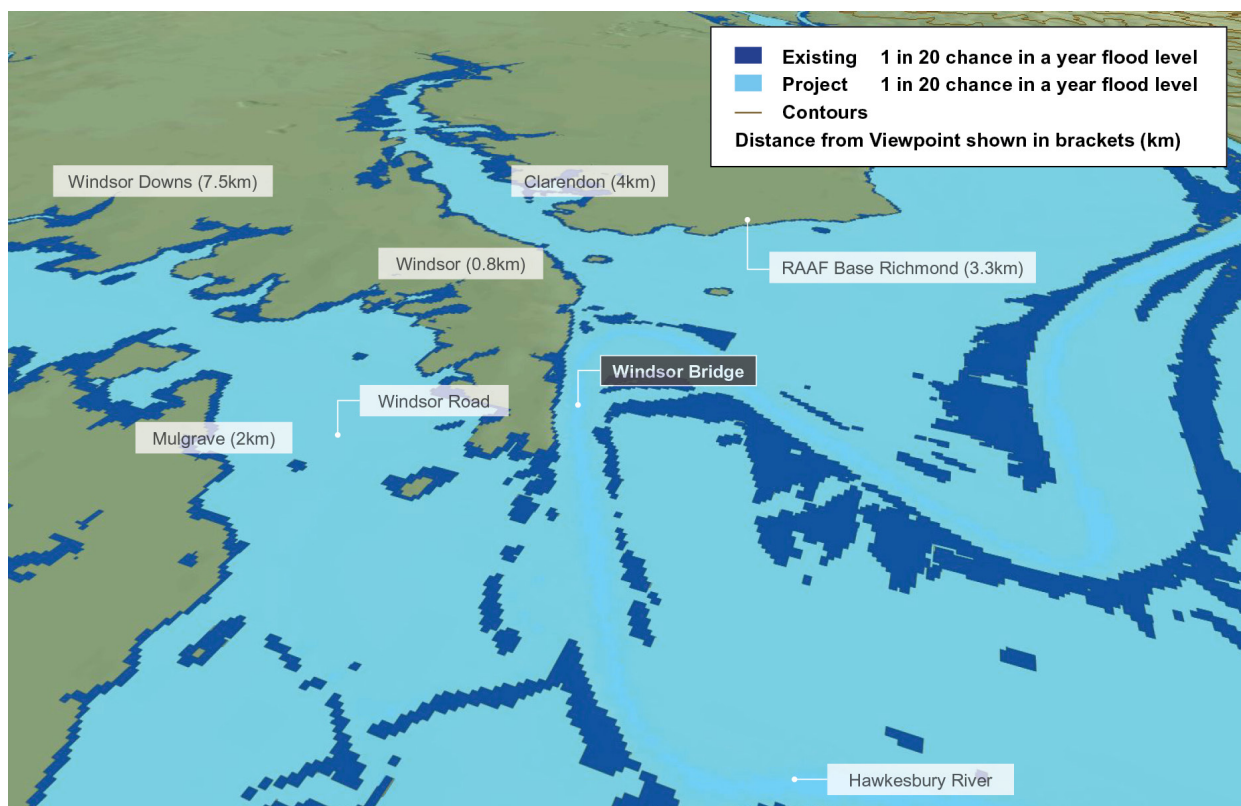 Existing 1 in 20 chance in a year flood level
Project 1 in 20 chance in a year flood level
Contours
Distance from Viewpoint shown in brackets (km)
Windsor Downs (7.5km)
Clarendon (4km)
Windsor (0.8km)
RAAF Base Richmond (3.3km)
Windsor Bridge
Windsor Road
Mulgrave (2km)
Hawkesbury River